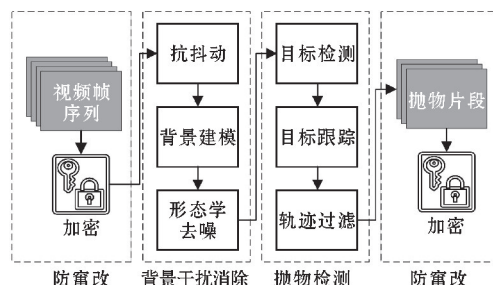 视频帧
序列
加密
防窜改
抗抖动
背景建模
形态学
去噪
背景干扰消除
目标检测
目标跟踪
轨迹过滤
抛物检测
抛物片段
加密
防窜改